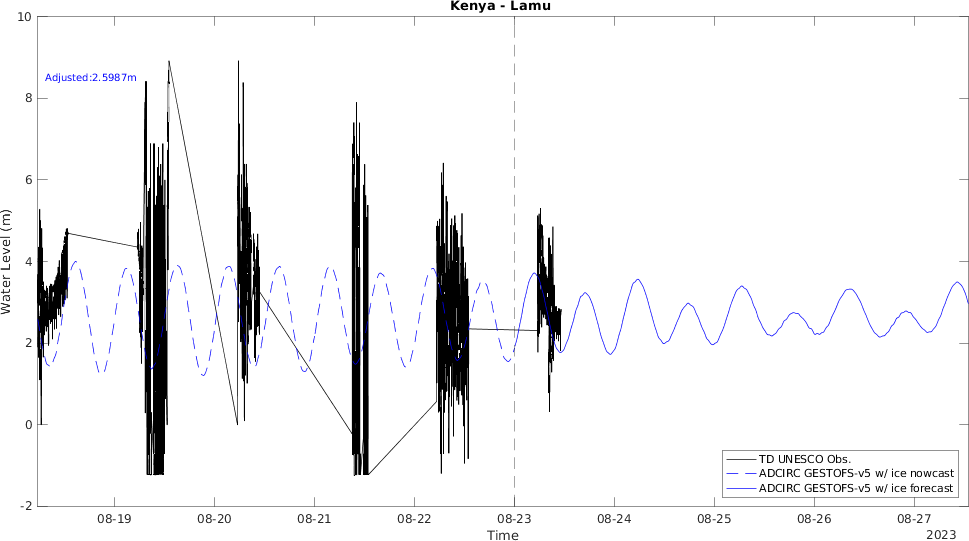 Kenya - Lamu
10
8
6
4
2
0
-2
Water Level (m)
Adjusted:2.5987m
TD UNESCO Obs.
ADCIRC GESTOFS-v5 w/ ice nowcast
ADCIRC GESTOFS-v5 w/ ice forecast
08-19 08-20 08-21 08-22 08-23 08-24 08-25 08-26 08-27
Time
2023